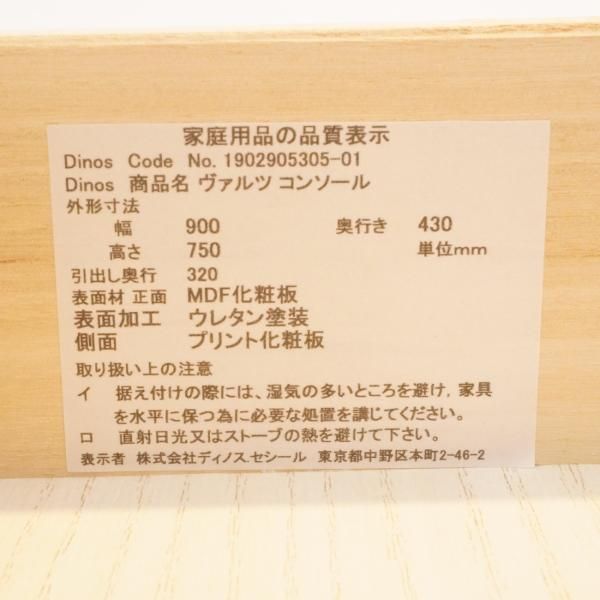 家庭用品の品質表示
Dinos Code No. 1902905305-01
Dinos 商品名 ヴァルツ コンソール
外形寸法
幅 900 奥行き 430
高さ 750 単位mm
引出し奥行 320
表面材 正面 MDF化粧板
表面加工 ウレタン塗装
側面 プリント化粧板
取り扱い上の注意
イ 据え付けの際には、湿気の多いところを避け、家具
を水平に保つ為に必要な処置を講じてください。
ロ 直射日光又はストーブの熱を避けて下さい。
表示者 株式会社ディノス.セシール 東京都中野区本町2-46-2